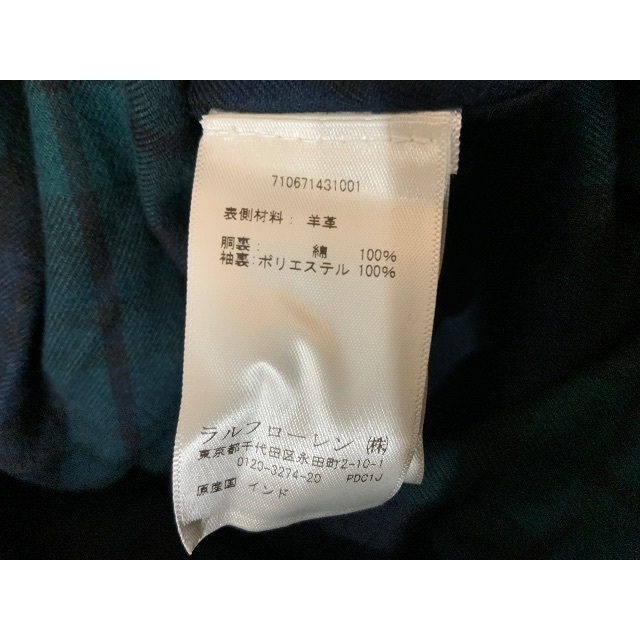 710671431001
表側材料: 羊革
胴裏: 綿 100%
袖裏:ポリエステル 100%
ラルフローレン㈱
東京都千代田区永田町2-10-1
0120-3274-20 PDC1J
原産国 インド